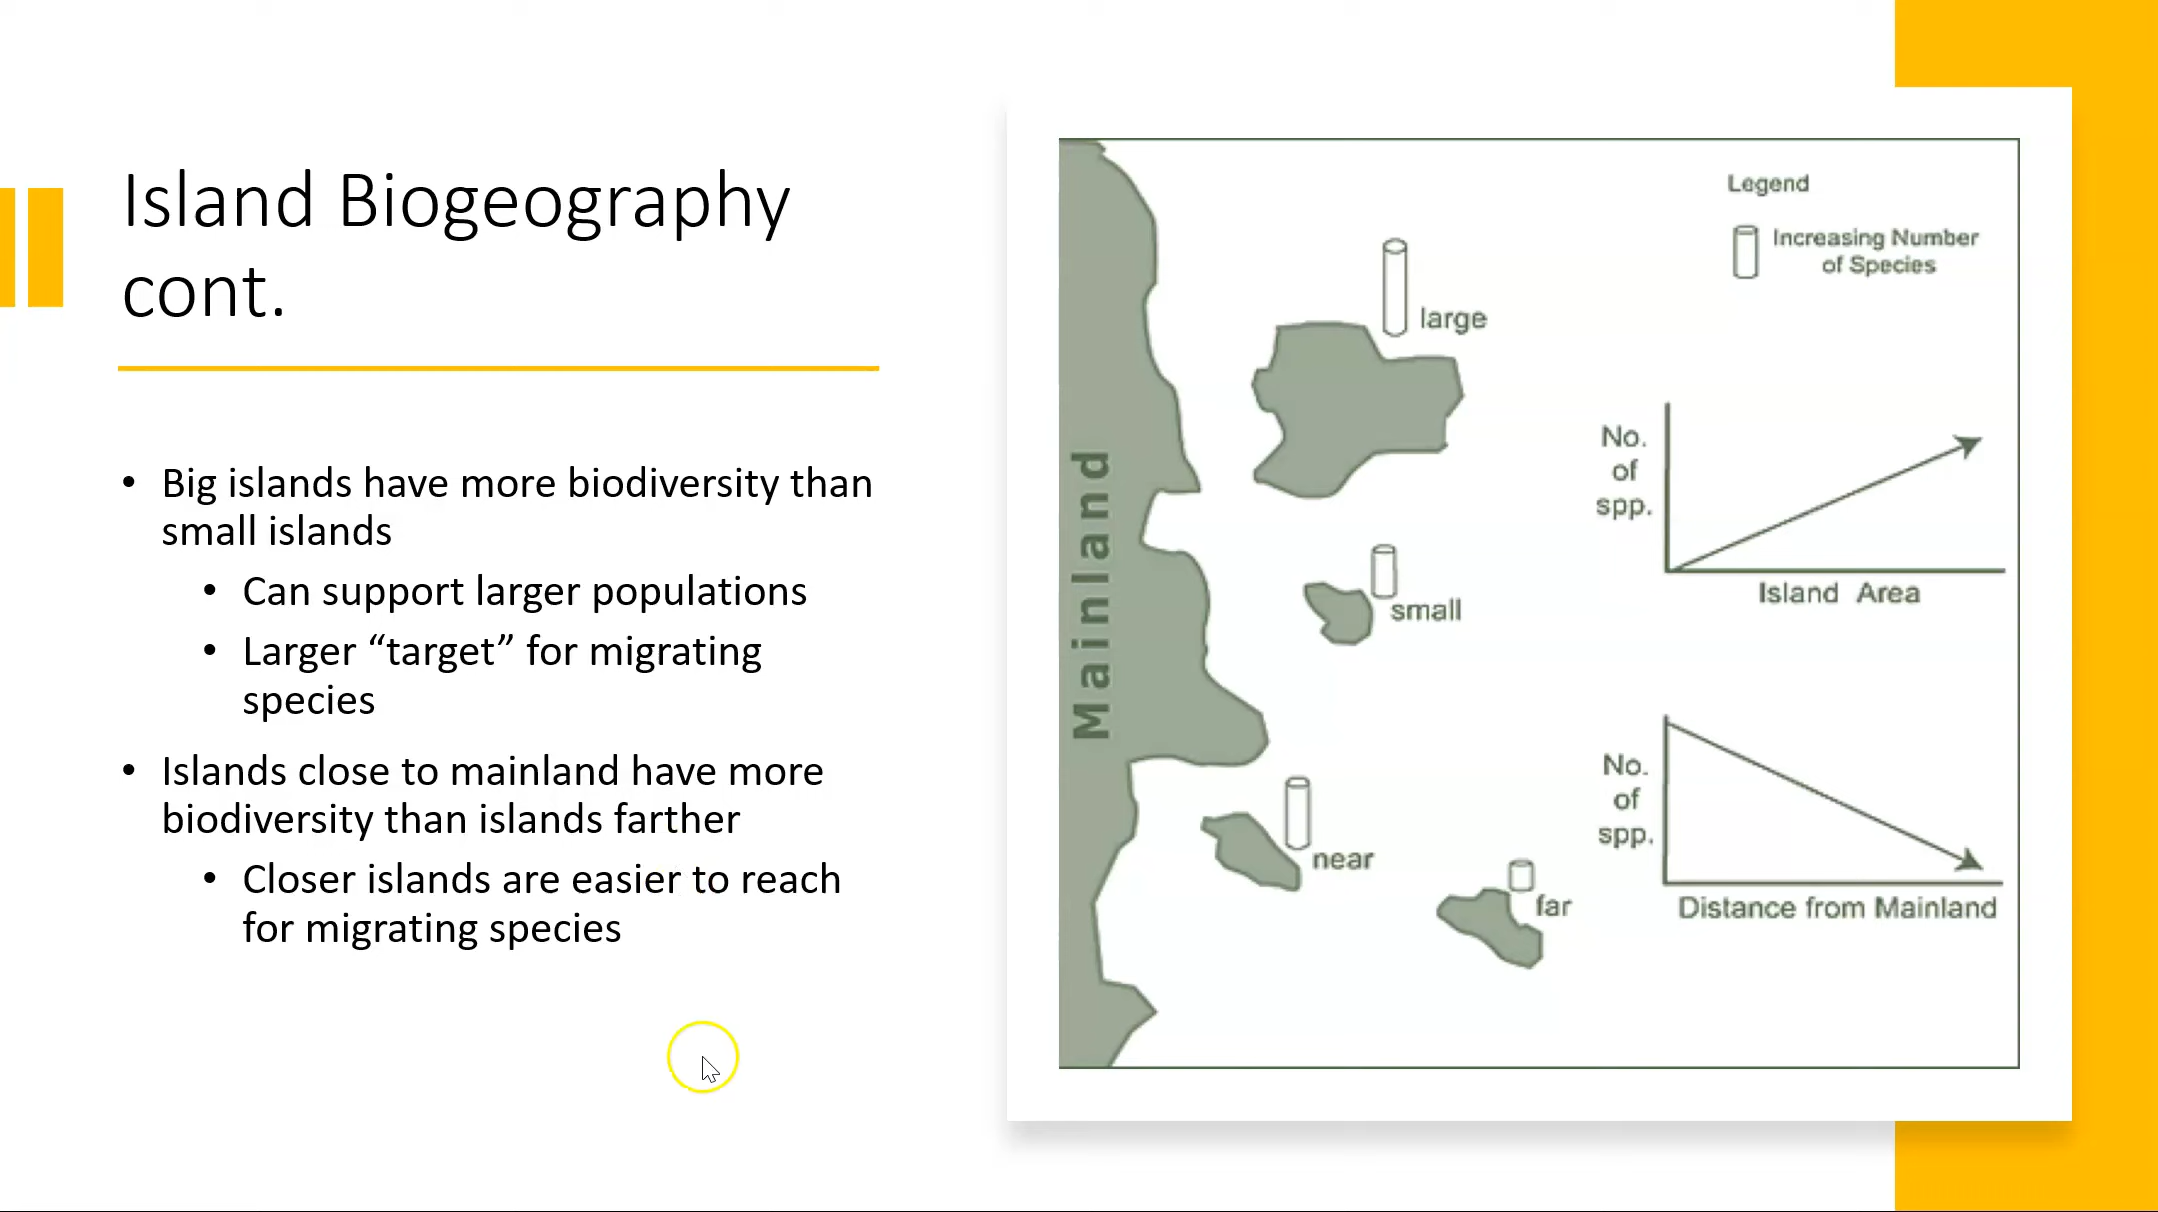 Island Biogeography
cont.
• Big islands have more biodiversity than
small islands
• Can support larger populations
• Larger “target” for migrating
species
• Islands close to mainland have more
biodiversity than islands farther
• Closer islands are easier to reach
for migrating species
Mainland
large
small
near
far
Legend
Increasing Number
of Species
No.
of
spp.
Island Area
No.
of
spp.
Distance from Mainland